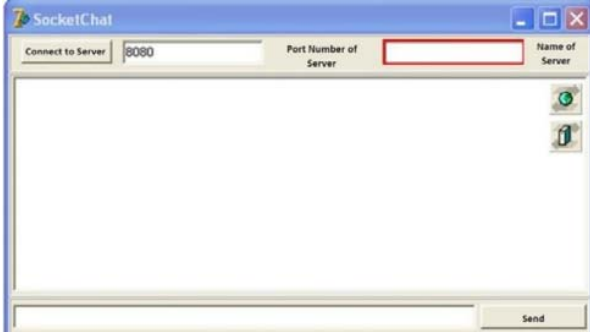 SocketChat
Connect to Server
8080
Port Number of
Server
Name of
Server
Send